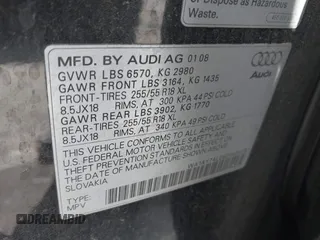 or Dispose as Hazardous
Waste.
MFD. BY AUDI AG 01 08
GVWR LBS 6570, KG 2980
GAWR FRONT LBS 3164, KG 1435
FRONT-TIRES 255/55 R18 XL
8.5JX18 RIMS, AT 300 KPA 44 PSI COLD
GAWR REAR LBS 3902, KG 1770
REAR-TIRES 255/55 R18 XL
8.5JX18 RIMS, AT 340 KPA 49 PSI COLD
THIS VEHICLE CONFORMS TO ALL APPLICABLE
U.S. FEDERAL MOTOR VEHICLE SAFETY AND
THEFT PREVENTION STANDARDS IN EFFECT ON
THE DATE OF MANUFACTURE SHOWN ABOVE.
SLOVAKIA
TYPE:
MPV
Audi
DREAMBID